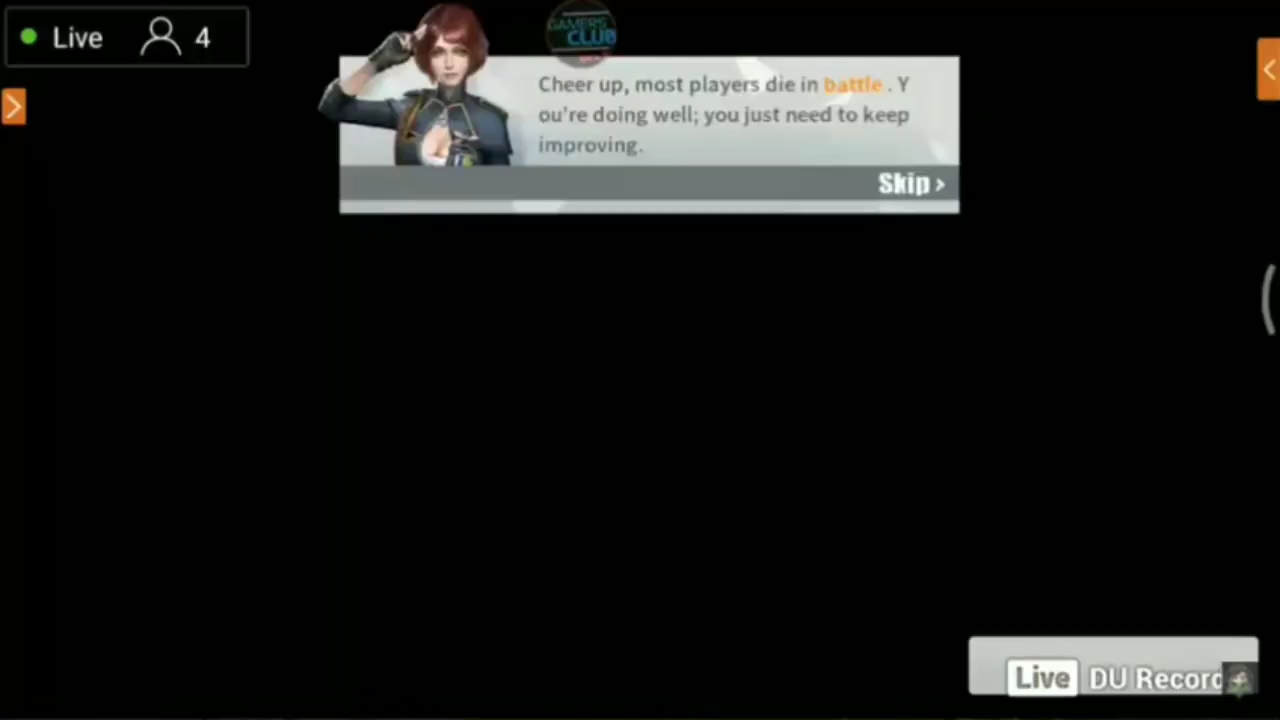 Live 4
GAMERS
CLUB
Cheer up, most players die in battle . Y
ou're doing well; you just need to keep
improving.
Skip >
Live DU Record